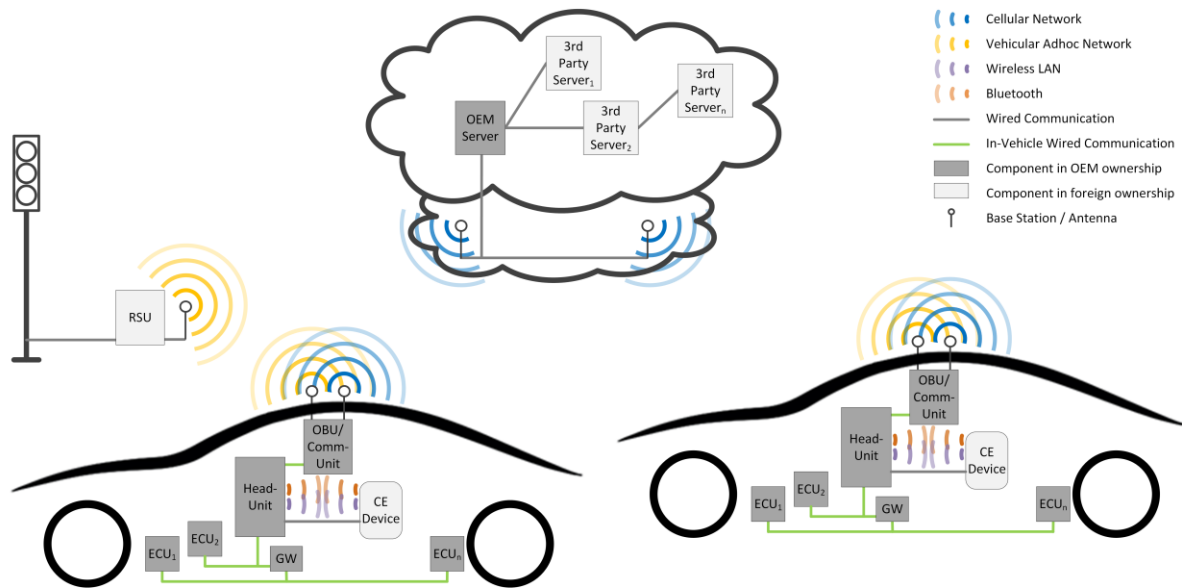 3rd
Party
Server1
3rd
Party
Servern
OEM
Server
3rd
Party
Server2
Cellular Network
Vehicular Adhoc Network
Wireless LAN
Bluetooth
Wired Communication
In-Vehicle Wired Communication
Component in OEM ownership
Component in foreign ownership
Base Station / Antenna
RSU
OBU/
Comm-
Unit
Head-
Unit
CE
Device
ECU1
ECU2
GW
ECUn
OBU/
Comm-
Unit
Head-
Unit
CE
Device
ECU1
ECU2
GW
ECUn